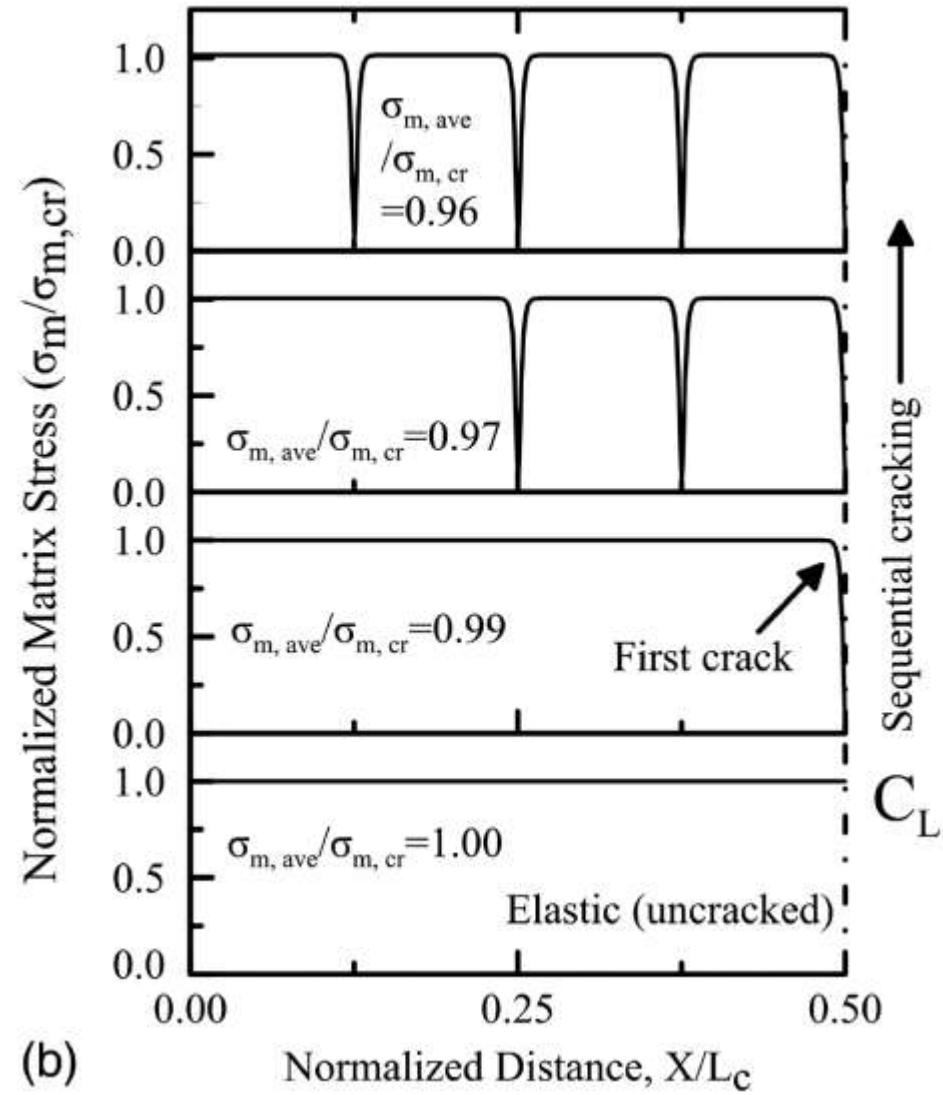 1.0
0.5
0.0
σm, ave
/σm, cr
=0.96
1.0
0.5
0.0
σm, ave/σm, cr=0.97
1.0
0.5
0.0
σm, ave/σm, cr=0.99
First crack
1.0
0.5
0.0
σm, ave/σm, cr=1.00
Elastic (uncracked)
0.00
0.25
0.50
Normalized Distance, X/Lc
Normalized Matrix Stress (σm/σm,cr)
Sequential cracking
CL
(b)